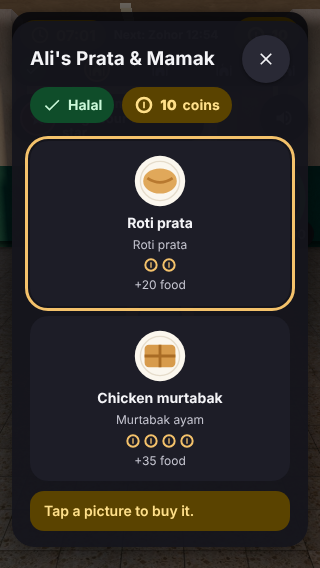 Ali's Prata & Mamak
Halal
10 coins
Roti prata
Roti prata
+20 food
Chicken murtabak
Murtabak ayam
+35 food
Tap a picture to buy it.